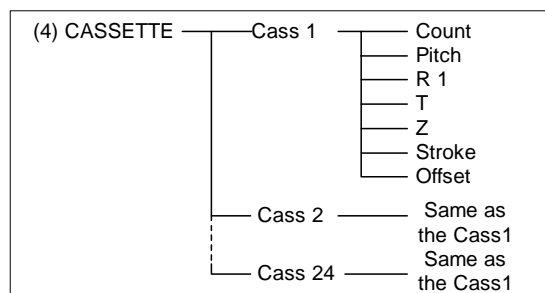 (4) CASSETTE Cass 1 Count
Pitch
R 1
T
Z
Stroke
Offset
Cass 2 Same as
the Cass1
Cass 24 Same as
the Cass1